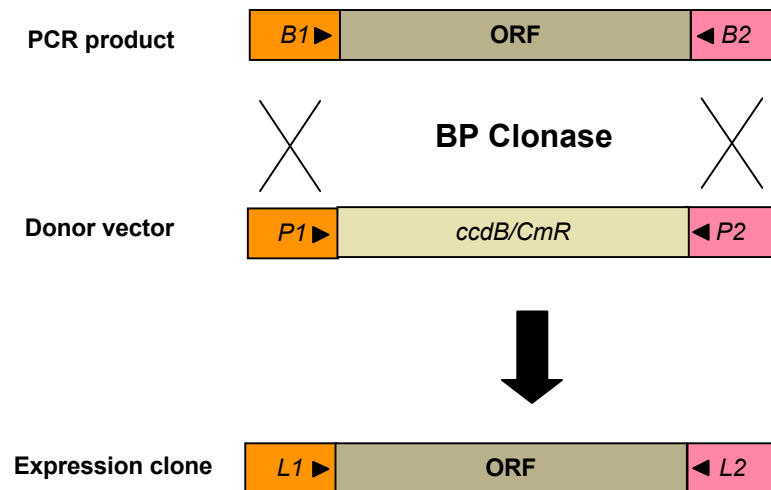 PCR product B1 ORF B2
BP Clonase
Donor vector P1 ccdB/CmR P2
Expression clone L1 ORF L2